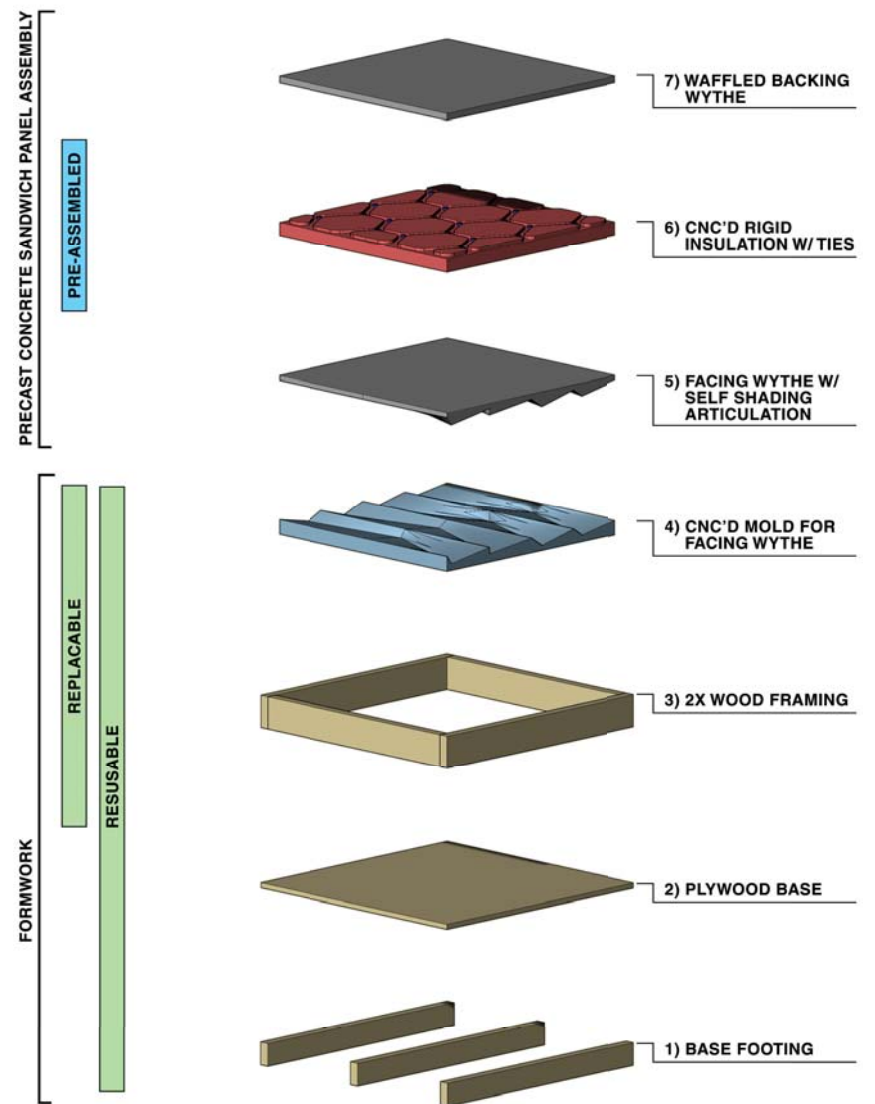 PRECAST CONCRETE SANDWICH PANEL ASSEMBLY
PRE-ASSEMBLED
7) WAFFLED BACKING
WYTHE
6) CNC'D RIGID
INSULATION W/ TIES
5) FACING WYTHE W/
SELF SHADING
ARTICULATION
FORMWORK
REPLACABLE
RESUSABLE
4) CNC'D MOLD FOR
FACING WYTHE
3) 2X WOOD FRAMING
2) PLYWOOD BASE
1) BASE FOOTING